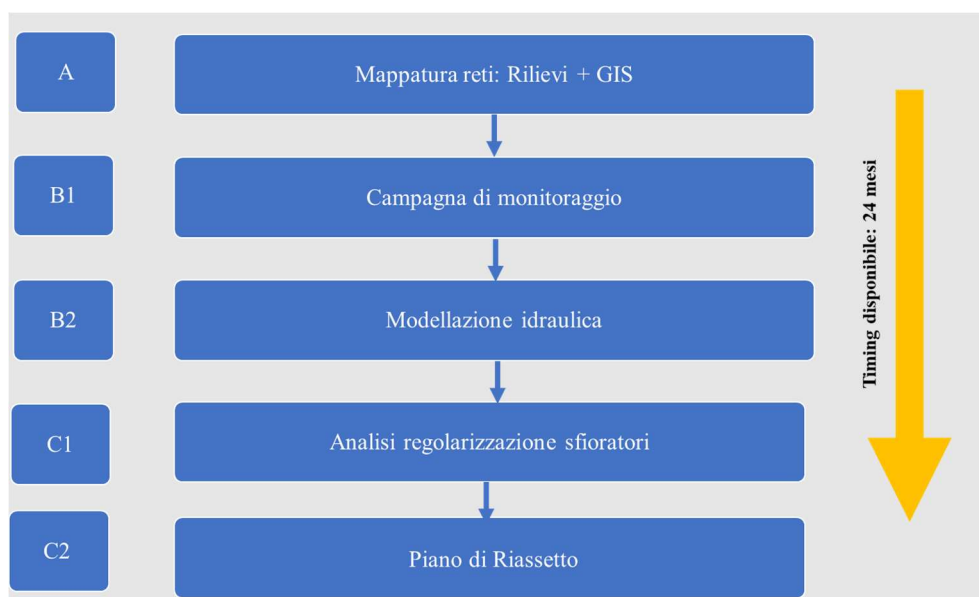 A
Mappatura reti: Rilievi + GIS
B1
Campagna di monitoraggio
B2
Modellazione idraulica
C1
Analisi regolarizzazione sfioratori
C2
Piano di Riassetto
Timing disponibile: 24 mesi